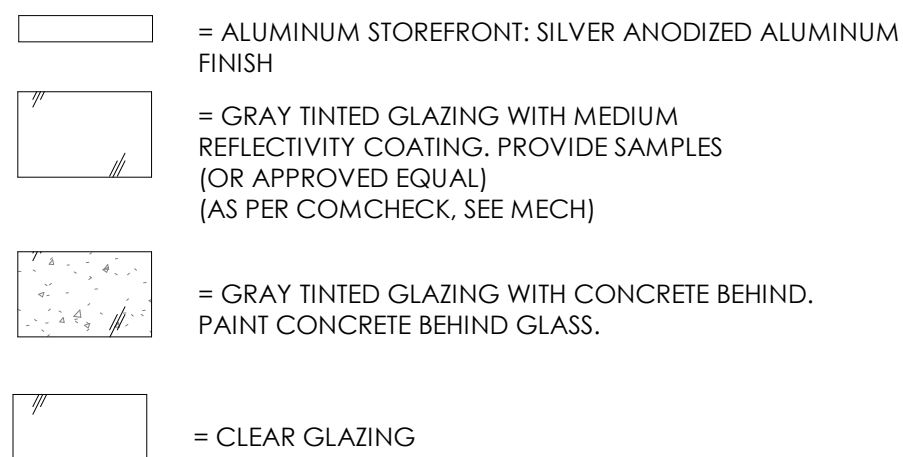 = ALUMINUM STOREFRONT: SILVER ANODIZED ALUMINUM
FINISH
= GRAY TINTED GLAZING WITH MEDIUM
REFLECTIVITY COATING. PROVIDE SAMPLES
(OR APPROVED EQUAL)
(AS PER COMCHECK, SEE MECH)
= GRAY TINTED GLAZING WITH CONCRETE BEHIND.
PAINT CONCRETE BEHIND GLASS.
= CLEAR GLAZING